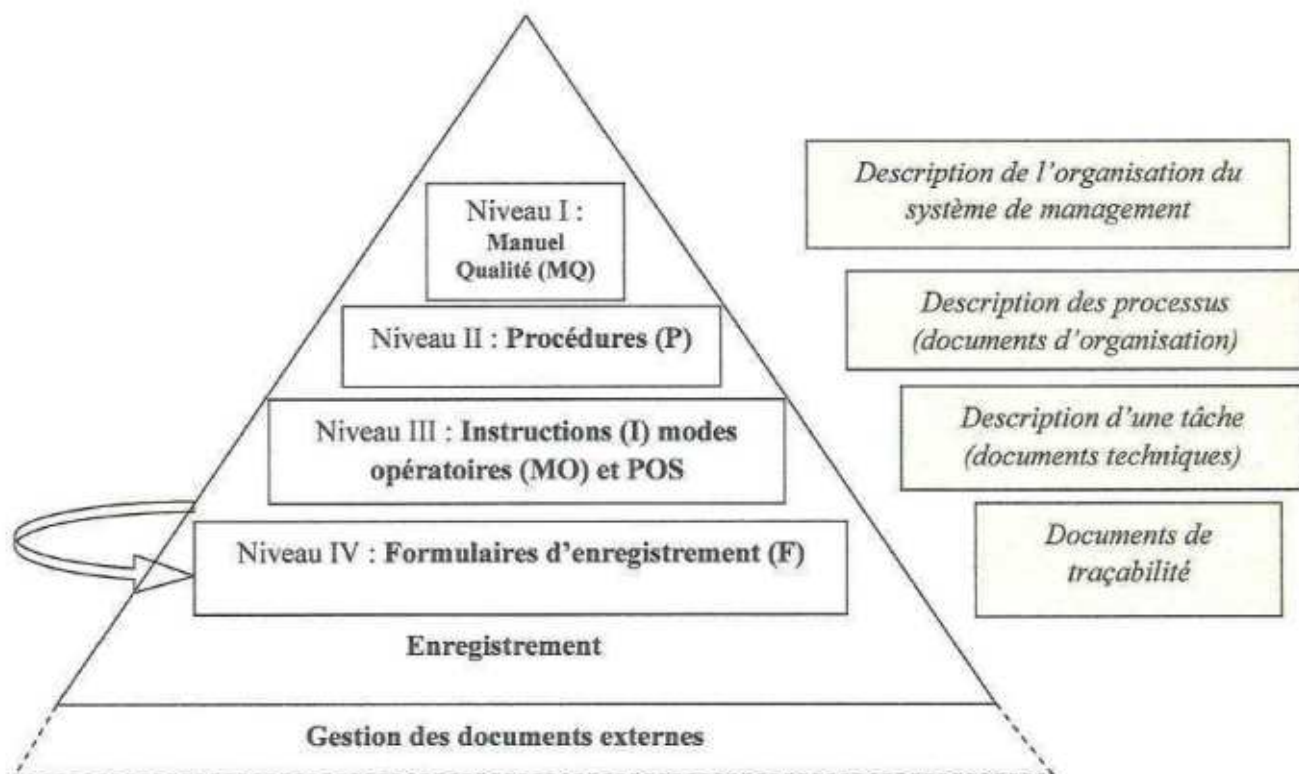 Niveau I :
Manuel
Qualité (MQ)
Description de l'organisation du
système de management
Niveau II : Procédures (P)
Description des processus
(documents d'organisation)
Niveau III : Instructions (I) modes
opératoires (MO) et POS
Description d'une tâche
(documents techniques)
Niveau IV : Formulaires d'enregistrement (F)
Documents de
traçabilité
Enregistrement
Gestion des documents externes